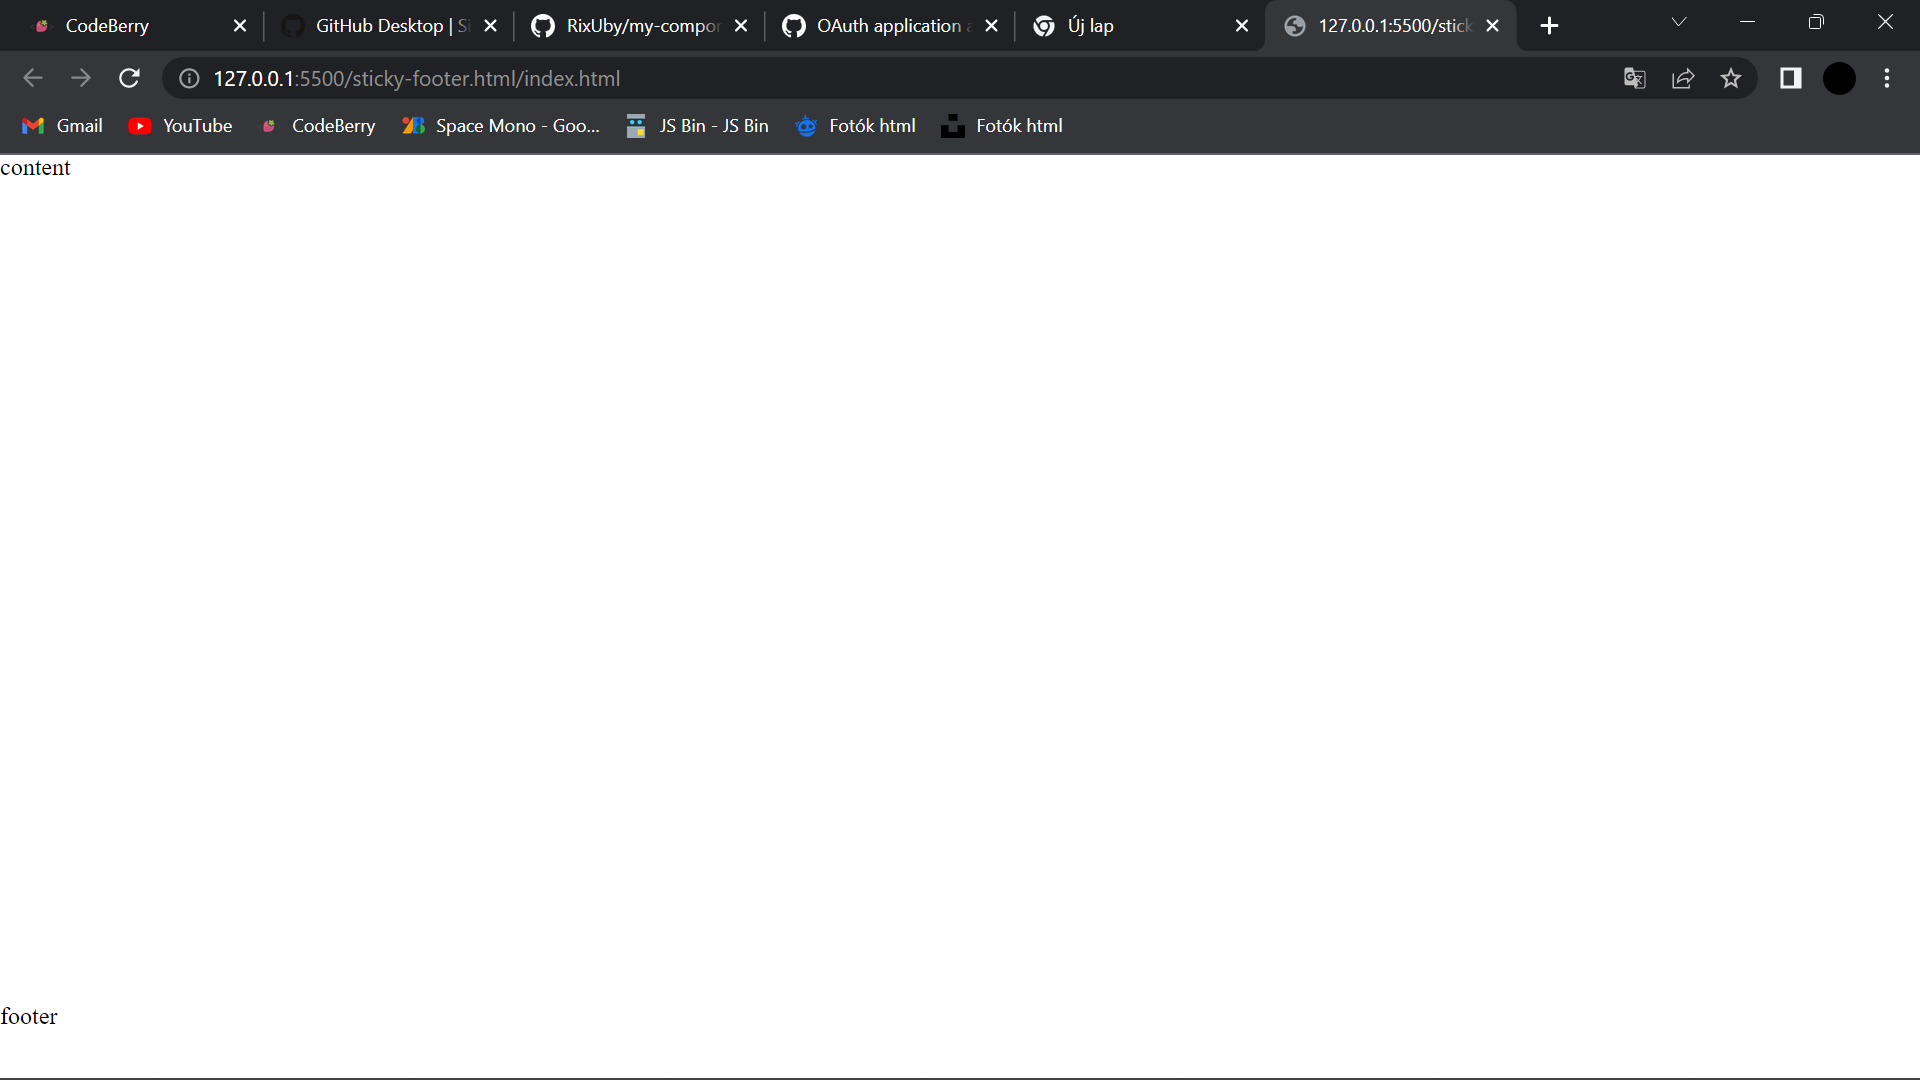 CodeBerry
GitHub Desktop | Si
RixUby/my-compor
OAuth application a
Új lap
127.0.0.1:5500/stick
127.0.0.1:5500/sticky-footer.html/index.html
Gmail
YouTube
CodeBerry
Space Mono - Goo...
JS Bin - JS Bin
Fotók html
Fotók html
content
footer